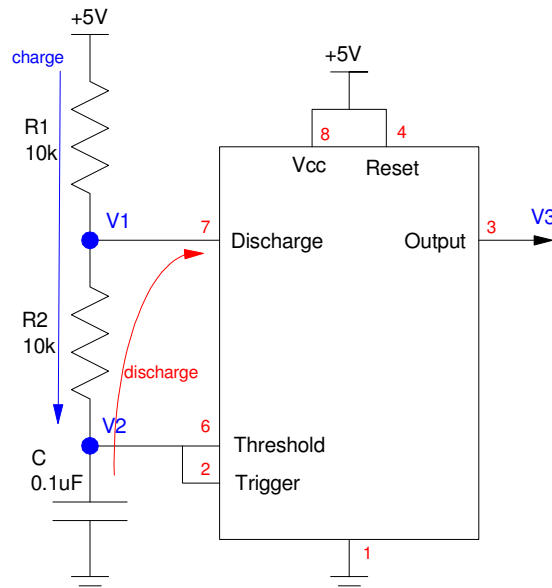 +5V
charge
+5V
8
4
R1
10k
Vcc
Reset
V1
7
Discharge
Output
3
V3
R2
10k
discharge
V2
6
Threshold
C
0.1uF
2
Trigger
1